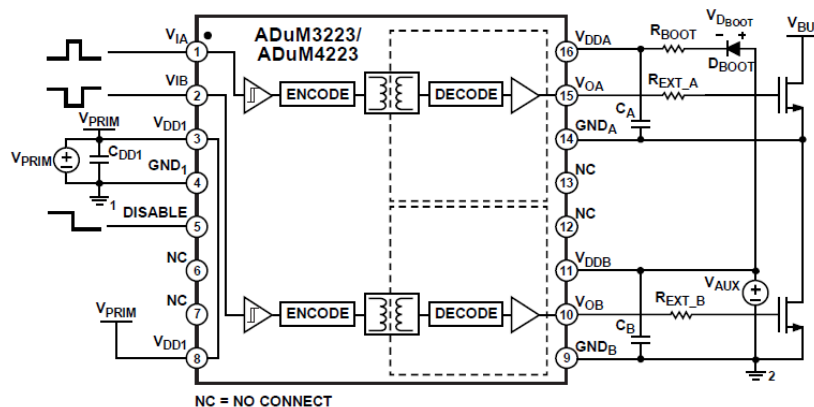 ADuM3223/
ADuM4223
VIA
1
VIB
2
VPRIM
VDD1
3
VPRIM
CDD1
GND1
4
1
DISABLE
5
NC
6
NC
7
VPRIM
VDD1
8
ENCODE
DECODE
ENCODE
DECODE
16
VDDA
RBOOT
VDBOOT
- +
DBOOT
VBU
15
VOA
REXT_A
CA
14
GNDA
13
NC
12
NC
11
VDDB
VAUX
10
VOB
REXT_B
CB
9
GNDB
2
NC = NO CONNECT